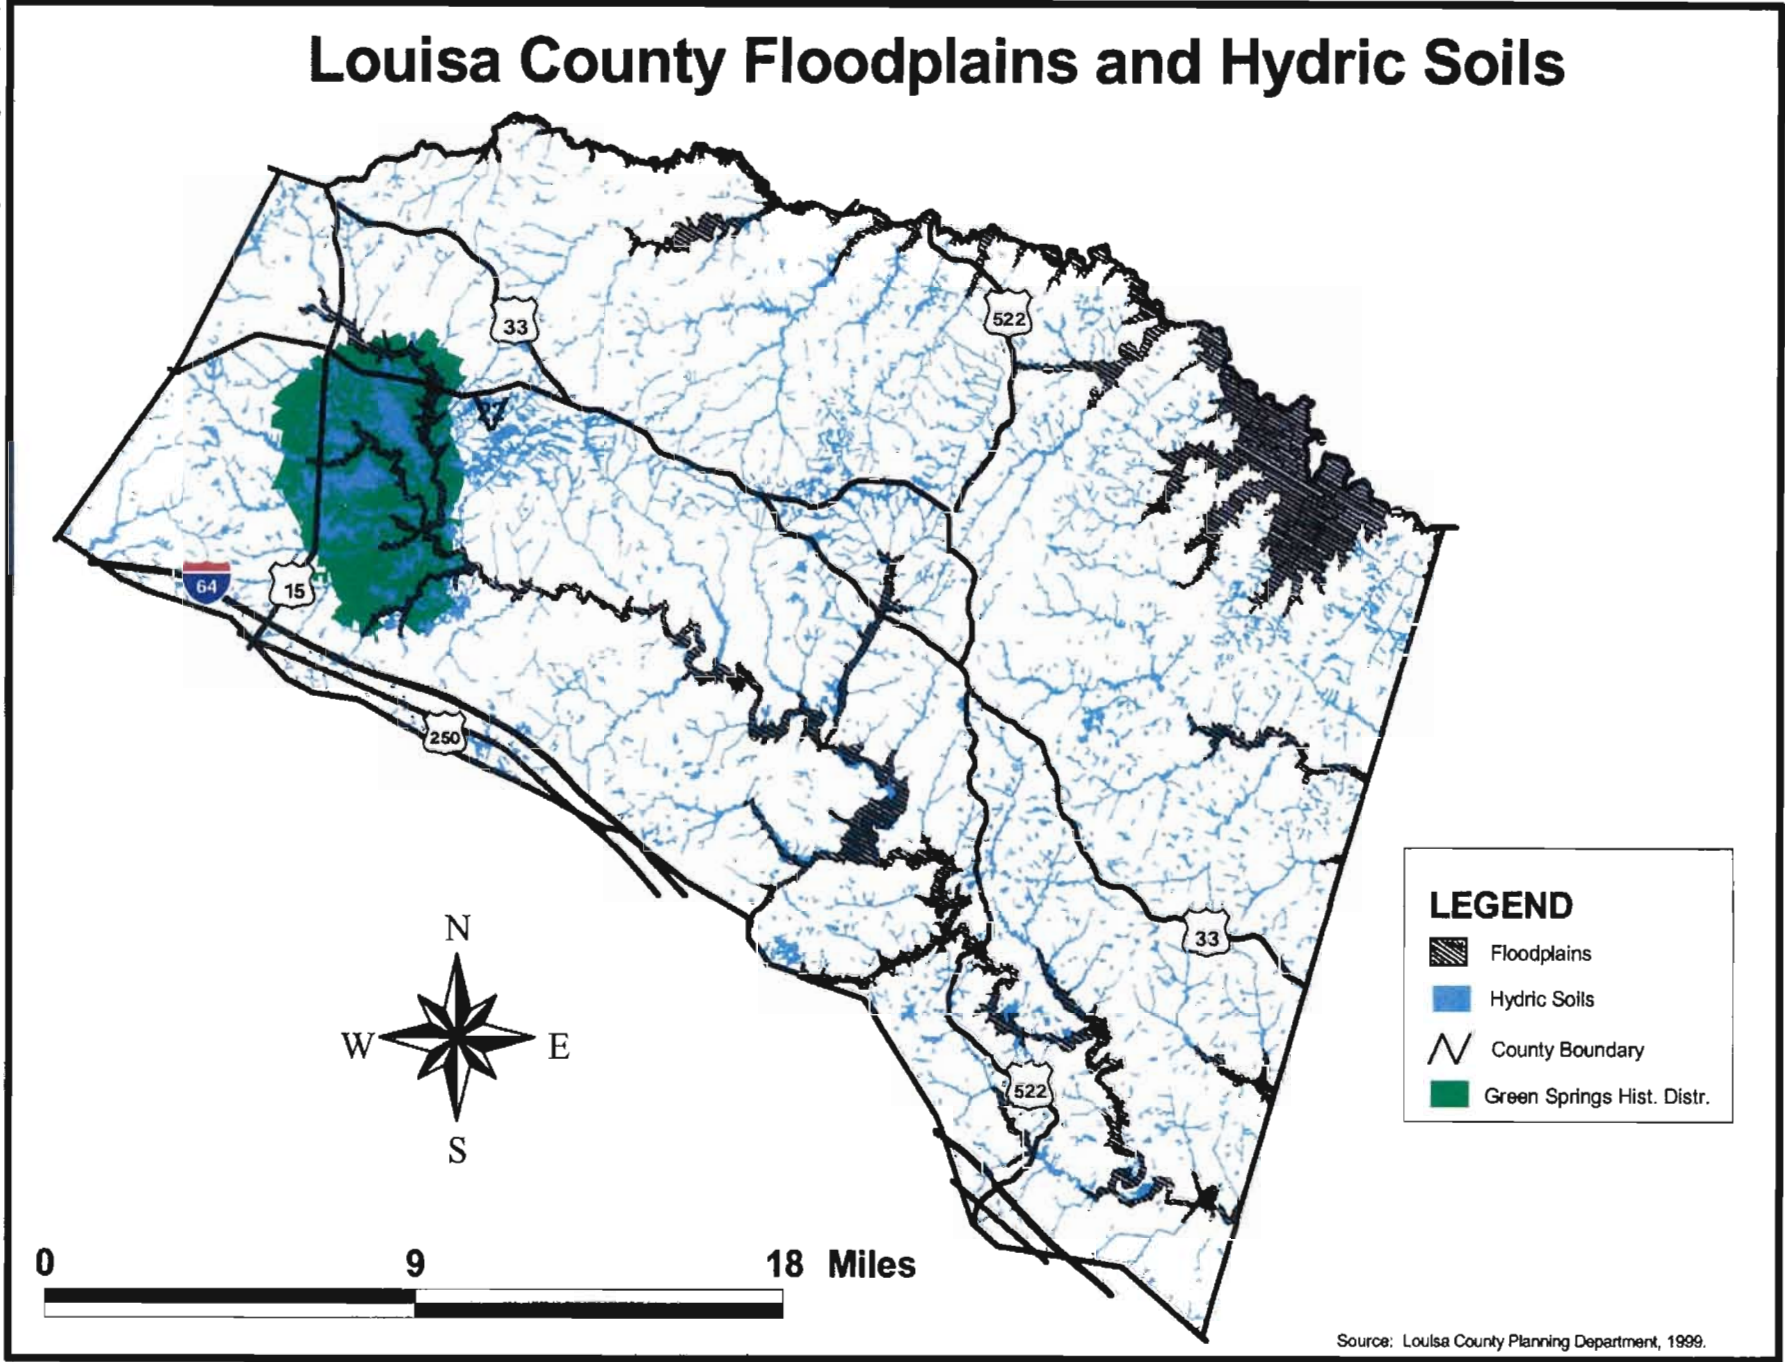 Louisa County Floodplains and Hydric Soils
33
522
64
15
250
33
522
N
W
E
S
LEGEND
Floodplains
Hydric Soils
County Boundary
Green Springs Hist. Distr.
0 9 18 Miles
Source: Louisa County Planning Department, 1999.